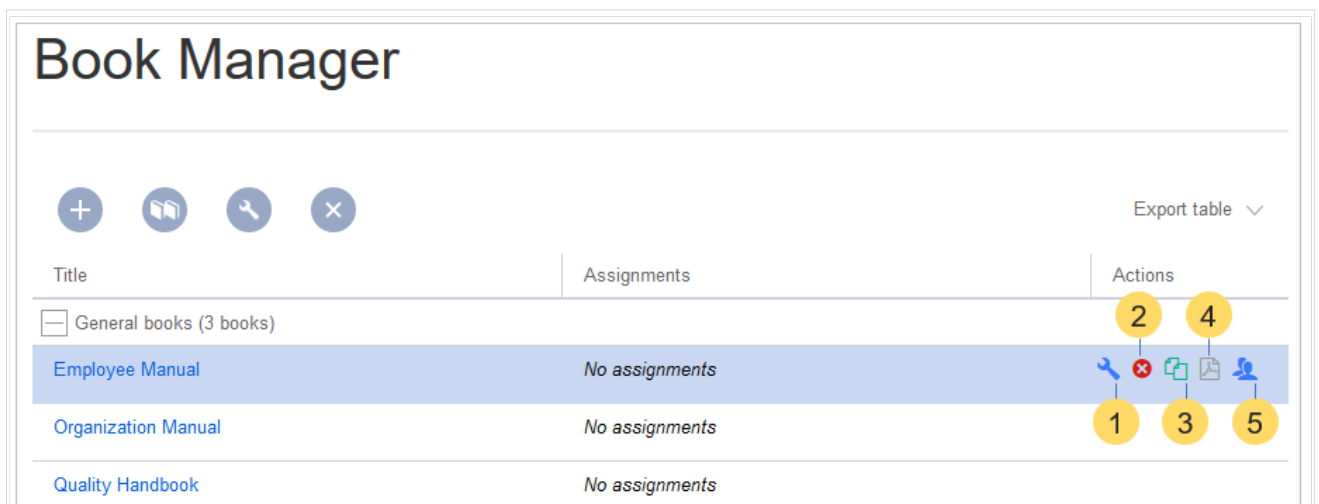 Book Manager
Export table
Title Assignments Actions
General books (3 books)
2 4
Employee Manual No assignments
1 3 5
Organization Manual No assignments
Quality Handbook No assignments